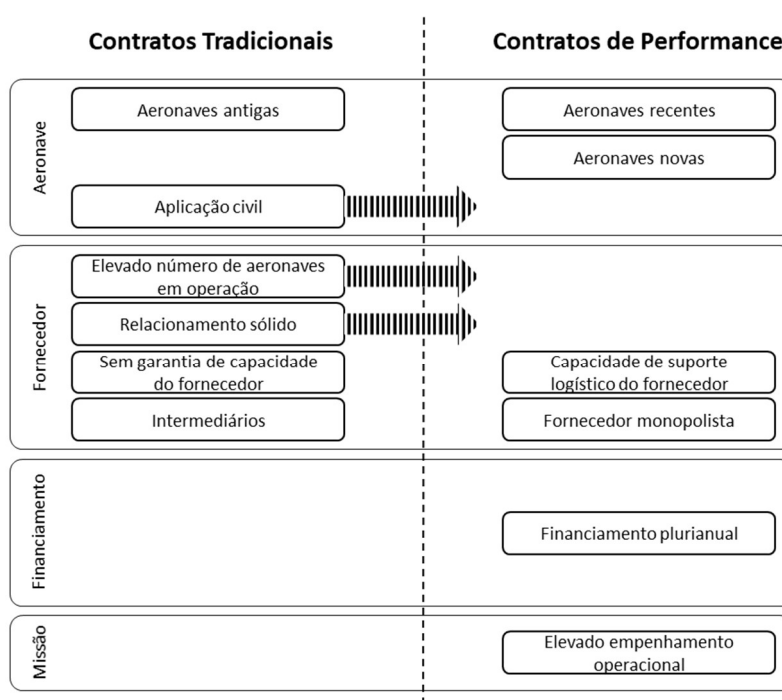 Contratos Tradicionais
Contratos de Performance
Aeronave
Aeronaves antigas
Aeronaves recentes
Aeronaves novas
Aplicação civil
Fornecedor
Elevado número de aeronaves
em operação
Relacionamento sólido
Sem garantia de capacidade
do fornecedor
Capacidade de suporte
logístico do fornecedor
Intermediários
Fornecedor monopolista
Financiamento
Financiamento plurianual
Missão
Elevado empenhamento
operacional